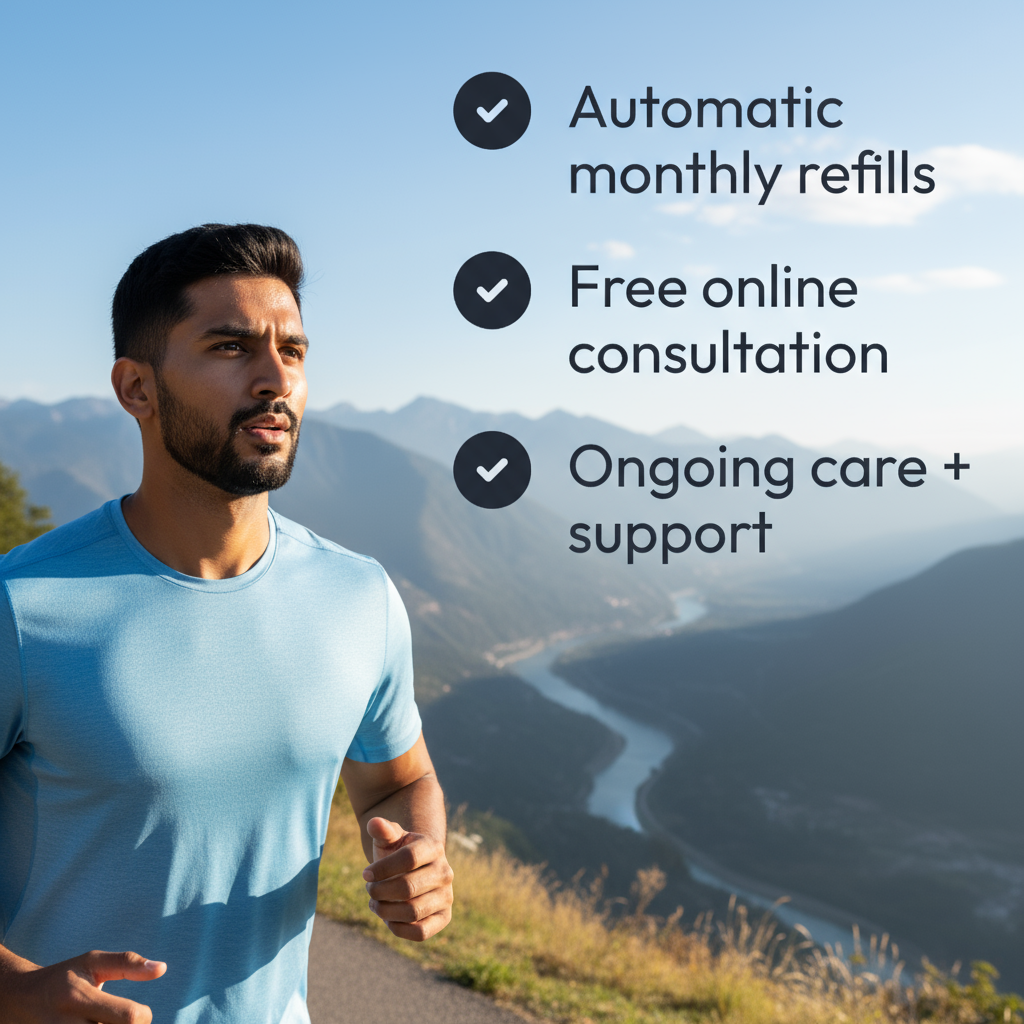 Automatic
monthly refills
Free online
consultation
Ongoing care +
support